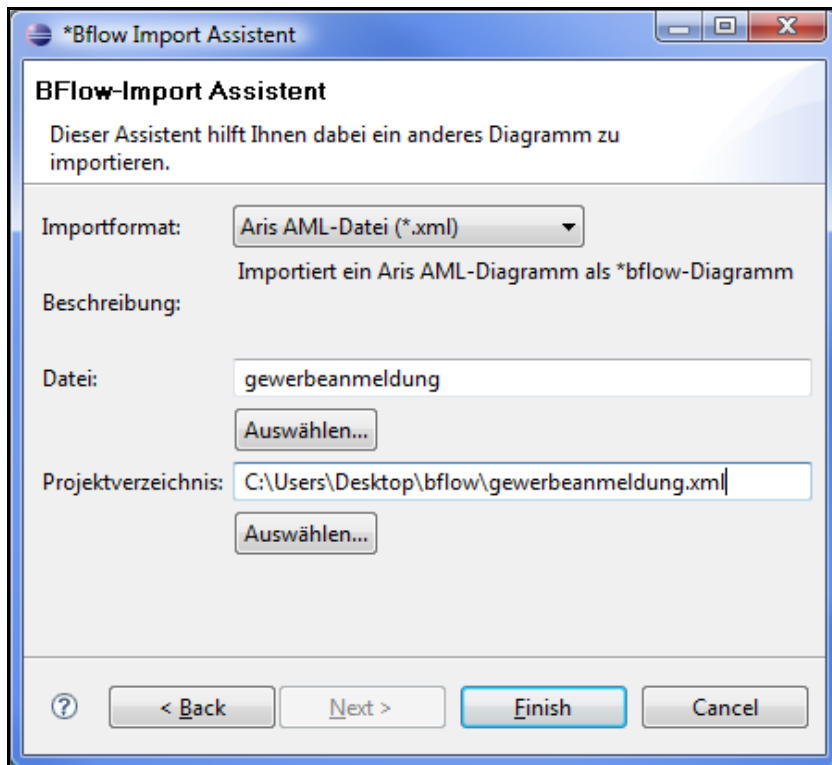 *Bflow Import Assistent
BFlow-Import Assistent
Dieser Assistent hilft Ihnen dabei ein anderes Diagramm zu
importieren.
Importformat:
Aris AML-Datei (*.xml)
Importiert ein Aris AML-Diagramm als *bflow-Diagramm
Beschreibung:
Datei:
gewerbeanmeldung
Auswählen...
Projektverzeichnis:
C:\Users\Desktop\bflow\gewerbeanmeldung.xml
Auswählen...
?
< Back
Next >
Finish
Cancel